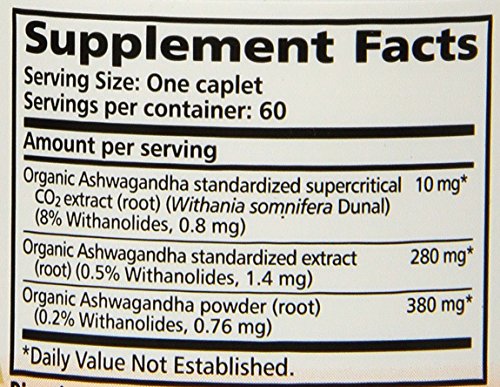 Supplement Facts
Serving Size: One caplet
Servings per container: 60
Amount per serving
Organic Ashwagandha standardized supercritical 10 mg*
CO2 extract (root) (Withania somnifera Dunal)
(8% Withanolides, 0.8 mg)
Organic Ashwagandha standardized extract 280 mg*
(root) (0.5% Withanolides, 1.4 mg)
Organic Ashwagandha powder (root) 380 mg*
(0.2% Withanolides, 0.76 mg)
*Daily Value Not Established.